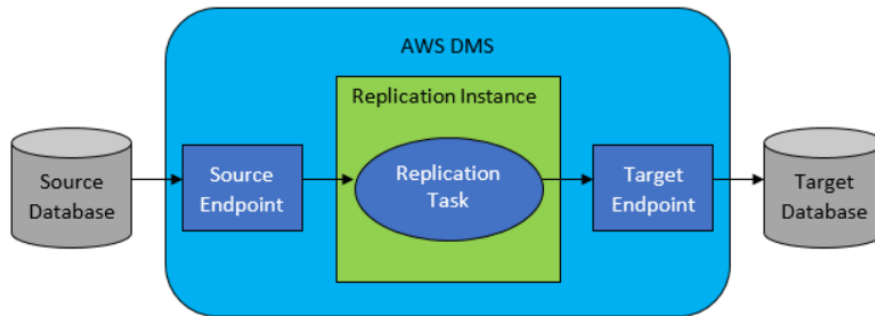 AWS DMS
Replication Instance
Source
Database
Source
Endpoint
Replication
Task
Target
Endpoint
Target
Database